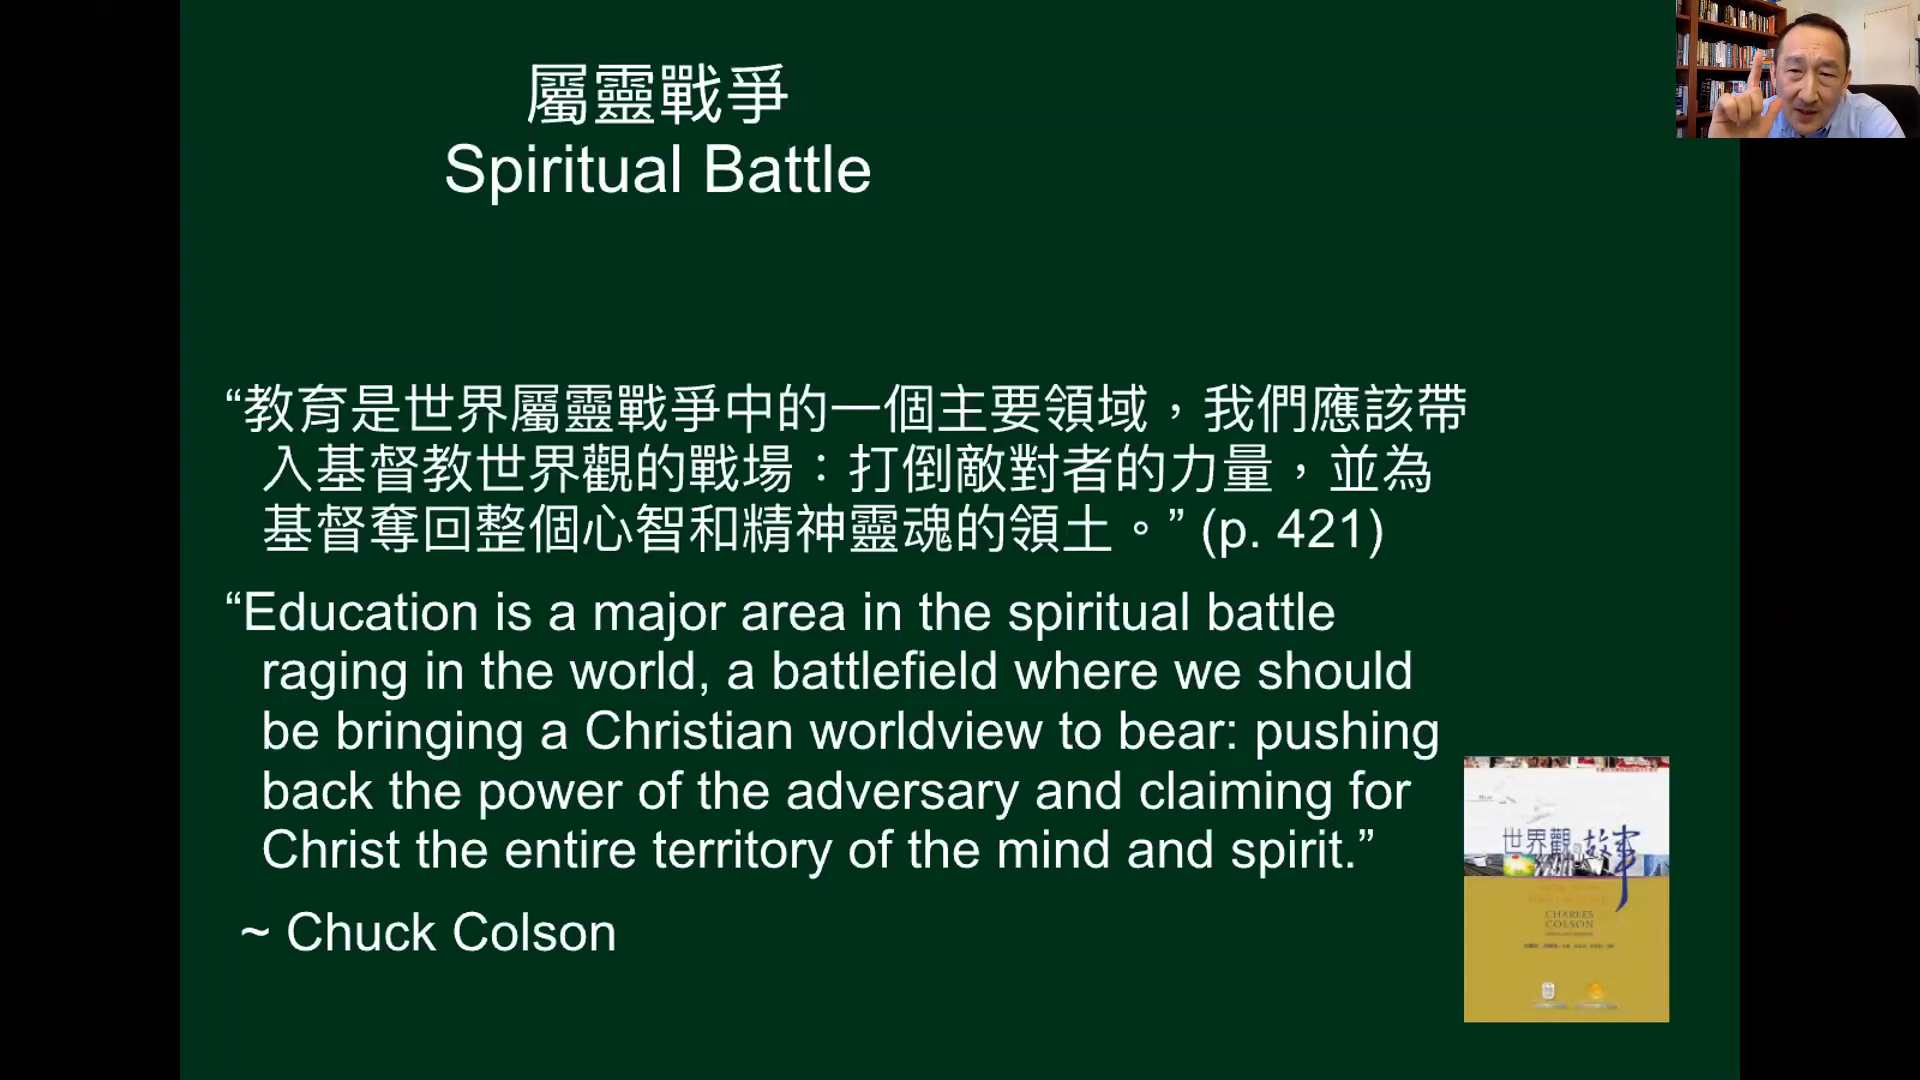 屬靈戰爭
Spiritual Battle
“教育是世界屬靈戰爭中的一個主要領域，我們應該帶
入基督教世界觀的戰場：打倒敵對者的力量，並為
基督奪回整個心智和精神靈魂的領土。” (p. 421)
“Education is a major area in the spiritual battle
raging in the world, a battlefield where we should
be bringing a Christian worldview to bear: pushing
back the power of the adversary and claiming for
Christ the entire territory of the mind and spirit.”
~ Chuck Colson
世界觀的故事
CHARLES
COLSON